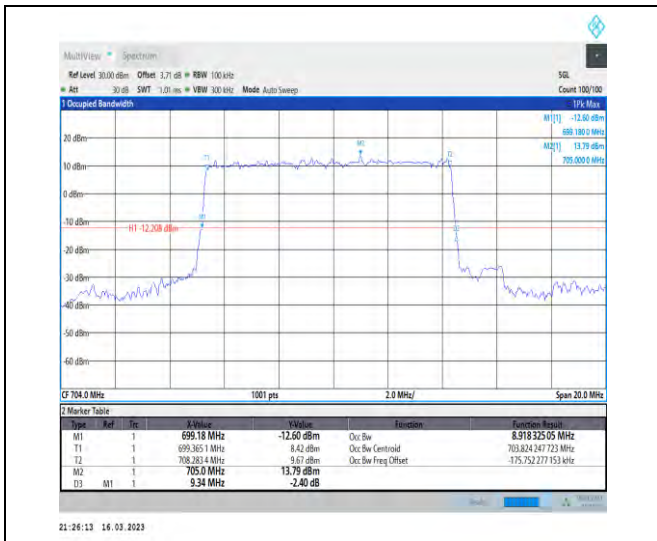 MultiView Spectrum
Ref Level 30.00 dBm Offset 3.71 dB RBW 100 kHz SGL
Att 30 dB SWT 1.01 ms VBW 300 kHz Mode Auto Sweep Count 100/100
1 Occupied Bandwidth 1Pk Max
M1[1] -12.60 dBm
699.180 0 MHz
M2[1] 13.79 dBm
705.000 0 MHz
20 dBm
M2
T1 T2
10 dBm
0 dBm
-10 dBm
H1 -12.208 dBm
-20 dBm
-30 dBm
-40 dBm
-50 dBm
-60 dBm
CF 704.0 MHz 1001 pts 2.0 MHz/ Span 20.0 MHz
2 Marker Table
Type Ref Trc X-Value Y-Value Function Function Result
M1 1 699.18 MHz -12.60 dBm Occ Bw 8.918 325 05 MHz
T1 1 699.365 1 MHz 8.42 dBm Occ Bw Centroid 703.824 247 723 MHz
T2 1 708.283 4 MHz 9.67 dBm Occ Bw Freq Offset -175.752 277 153 kHz
M2 1 705.0 MHz 13.79 dBm
D3 M1 1 9.34 MHz -2.40 dB
21:26:13 16.03.2023